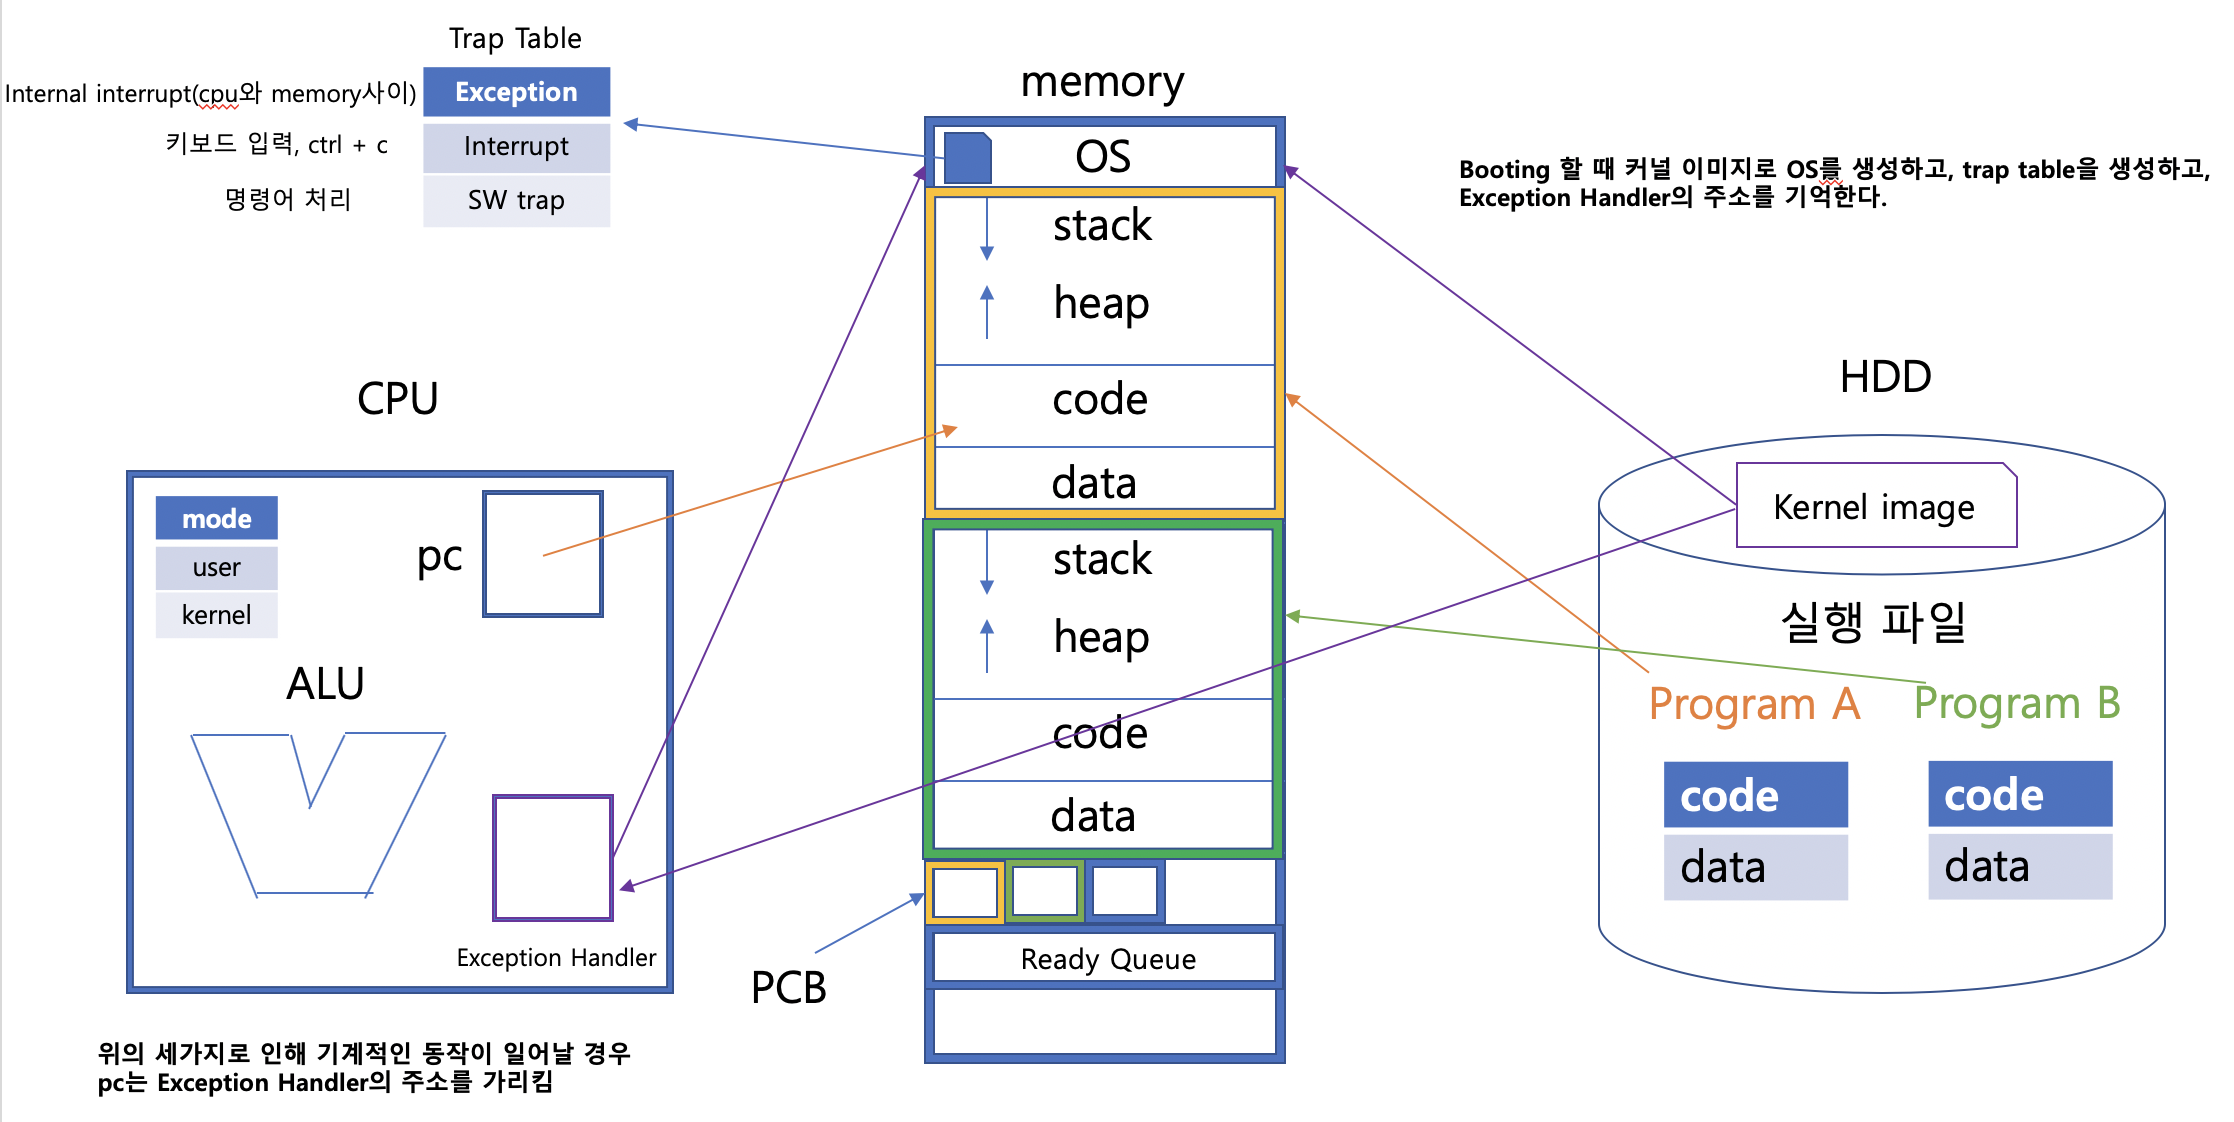 Trap Table
Internal interrupt(cpu와 memory사이)
Exception
키보드 입력, ctrl + c
Interrupt
명령어 처리
SW trap
CPU
mode
user
kernel
pc
ALU
Exception Handler
위의 세가지로 인해 기계적인 동작이 일어날 경우
pc는 Exception Handler의 주소를 가리킴
memory
OS
stack
heap
code
data
stack
heap
code
data
PCB
Ready Queue
Booting 할 때 커널 이미지로 OS를 생성하고, trap table을 생성하고,
Exception Handler의 주소를 기억한다.
HDD
Kernel image
실행 파일
Program A
code
data
Program B
code
data